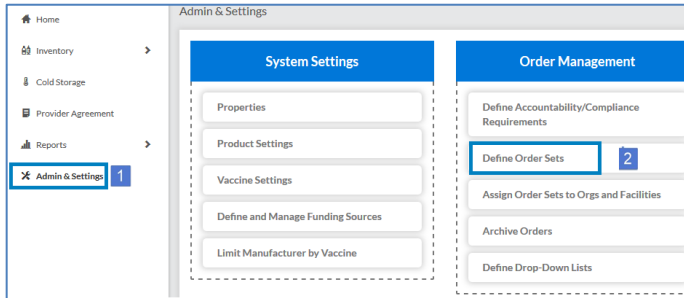 Admin & Settings
Home
Inventory
Cold Storage
Provider Agreement
Reports
Admin & Settings
1
System Settings
Properties
Product Settings
Vaccine Settings
Define and Manage Funding Sources
Limit Manufacturer by Vaccine
Order Management
Define Accountability/Compliance
Requirements
Define Order Sets
2
Assign Order Sets to Orgs and Facilities
Archive Orders
Define Drop-Down Lists